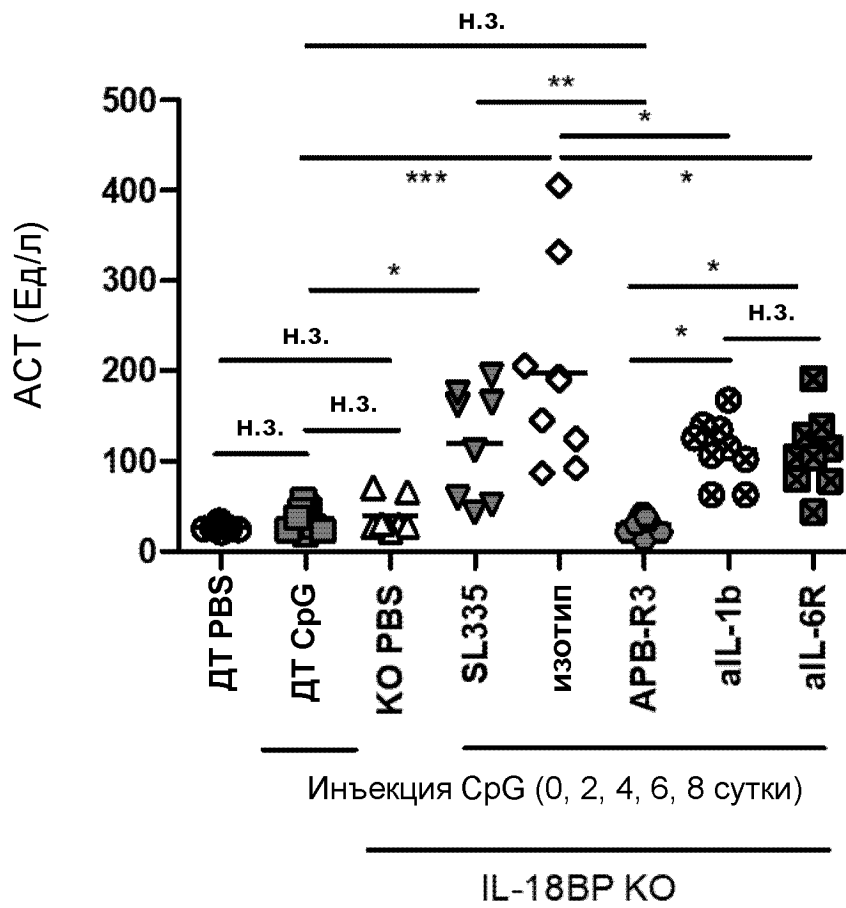 н.з.
**
*
***
*
*
*
н.з.
н.з.
*
н.з.
н.з.
АСТ (Ед/л)
500
400
300
200
100
0
ДТ PBS
ДТ CpG
KO PBS
SL335
изотип
APB-R3
aIL-1b
aIL-6R
Инъекция CpG (0, 2, 4, 6, 8 сутки)
IL-18BP KO